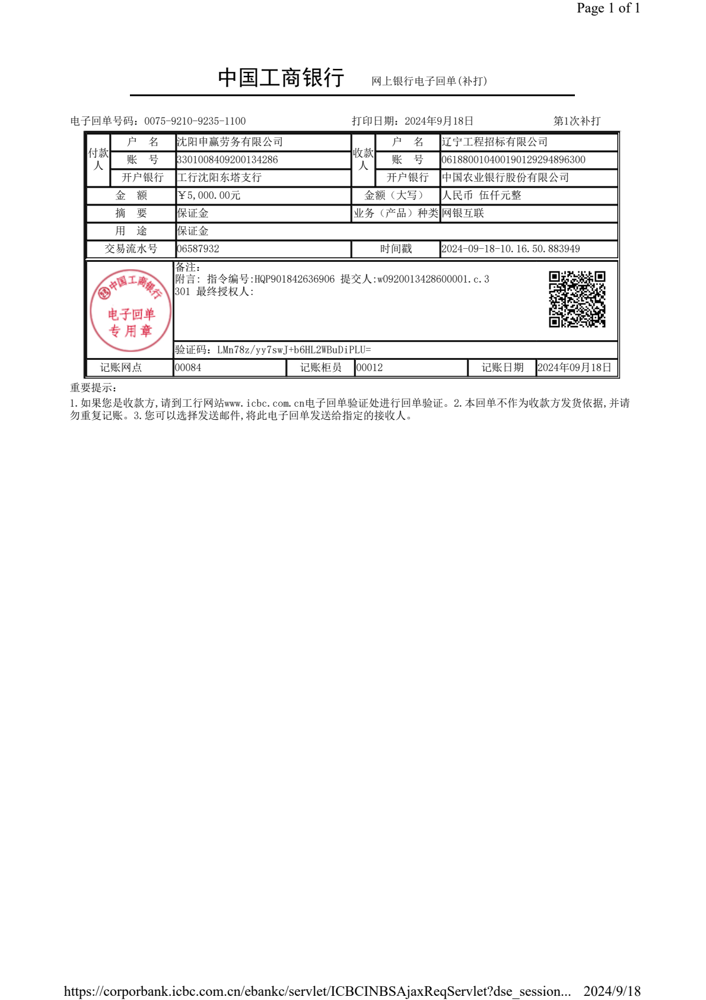 Page 1 of 1
中国工商银行 网上银行电子回单(补打)
电子回单号码：0075-9210-9235-1100 打印日期：2024年9月18日 第1次补打
付款人 户 名 沈阳申赢劳务有限公司 收款人 户 名 辽宁工程招标有限公司
账 号 3301008409200134286 账 号 061880010400190129294896300
开户银行 工行沈阳东塔支行 开户银行 中国农业银行股份有限公司
金 额 ￥5,000.00元 金额（大写） 人民币 伍仟元整
摘 要 保证金 业务（产品）种类 网银互联
用 途 保证金
交易流水号 06587932 时间戳 2024-09-18-10.16.50.883949
备注：
附言: 指令编号:HQP901842636906 提交人:w0920013428600001.c.3
301 最终授权人:
中国工商银行
电子回单
专用章
验证码：LMn78z/yy7swJ+b6HL2WBuDiPLU=
记账网点 00084 记账柜员 00012 记账日期 2024年09月18日
重要提示：
1.如果您是收款方,请到工行网站www.icbc.com.cn电子回单验证处进行回单验证。2.本回单不作为收款方发货依据,并请
勿重复记账。3.您可以选择发送邮件,将此电子回单发送给指定的接收人。
https://corporbank.icbc.com.cn/ebankc/servlet/ICBCINBSAjaxReqServlet?dse_session... 2024/9/18